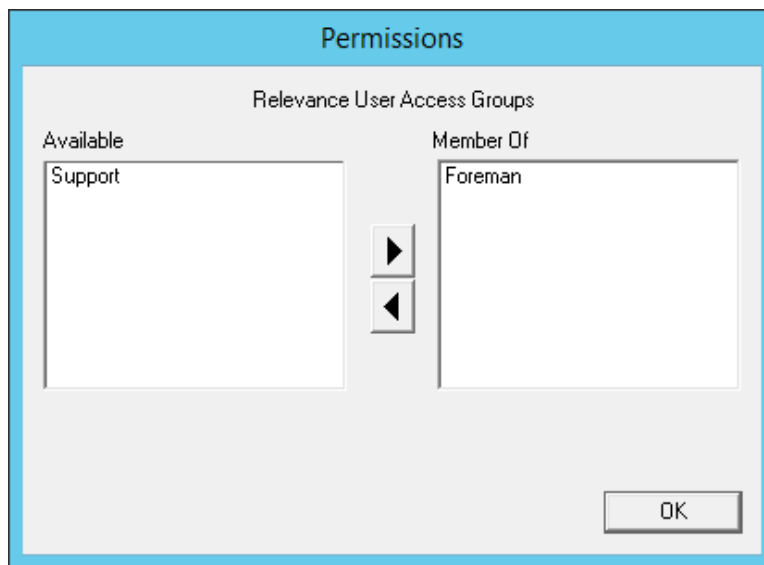 Permissions
Relevance User Access Groups
Available
Member Of
Support
Foreman
OK